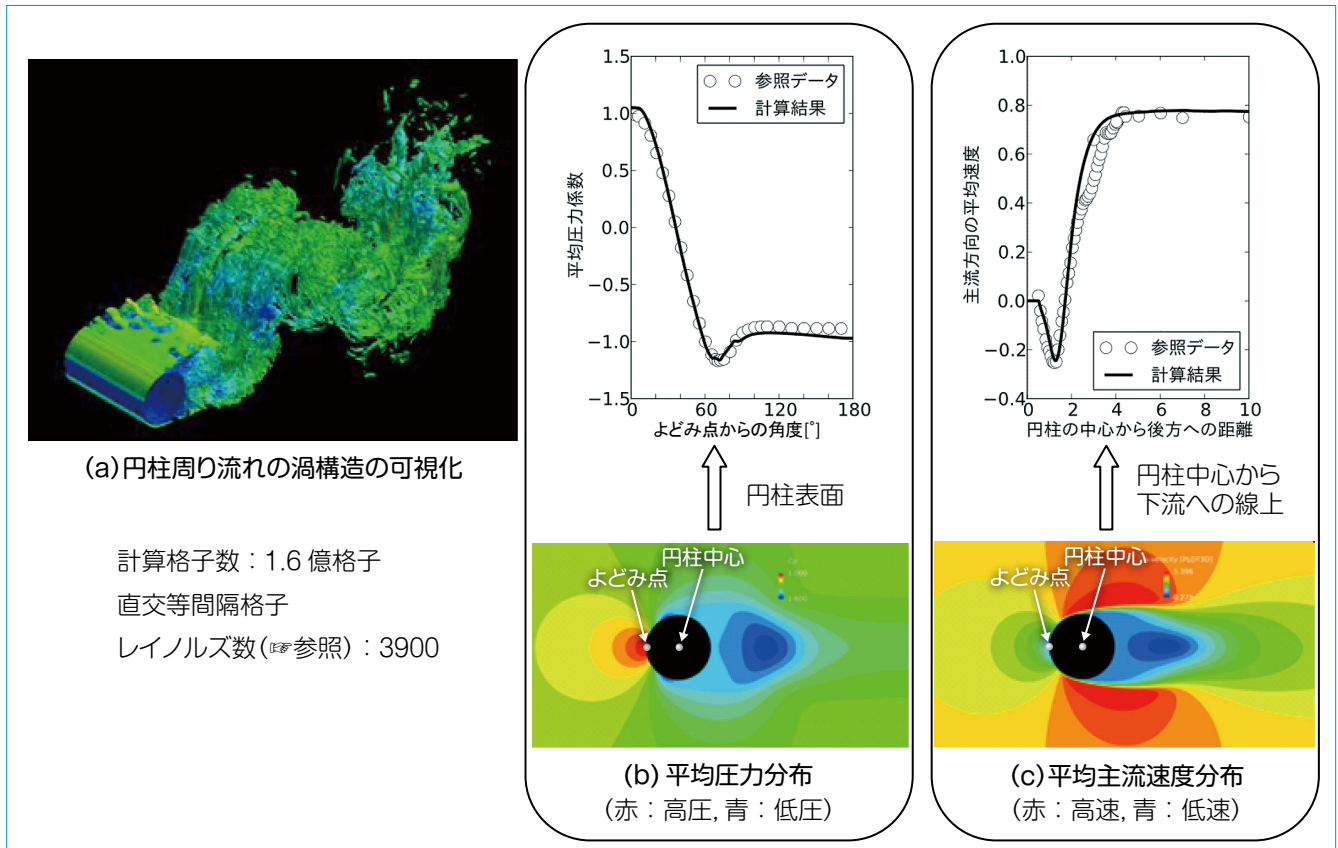 (a)円柱周り流れの渦構造の可視化
計算格子数：1.6億格子
直交等間隔格子
レイノルズ数(☞参照)：3900
1.5
1.0
0.5
0.0
−0.5
−1.0
−1.5
平均圧力係数
参照データ
計算結果
0
60
120
180
よどみ点からの角度[°]
円柱表面
円柱中心
よどみ点
(b) 平均圧力分布
(赤：高圧, 青：低圧)
1.0
0.8
0.6
0.4
0.2
0.0
−0.2
−0.4
主流方向の平均速度
参照データ
計算結果
0
2
4
6
8
10
円柱の中心から後方への距離
円柱中心から
下流への線上
円柱中心
よどみ点
(c)平均主流速度分布
(赤：高速, 青：低速)